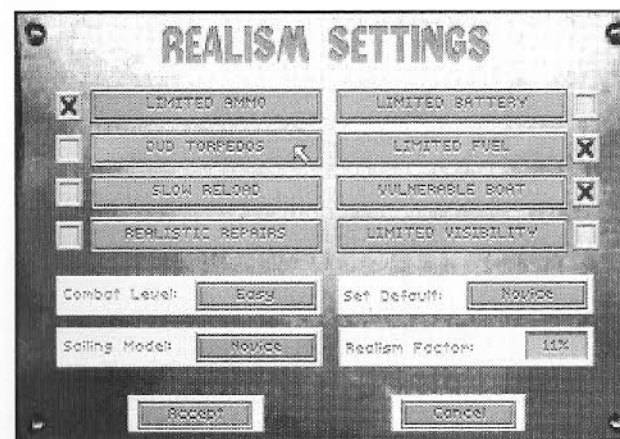 REALISM SETTINGS
LIMITED AMMO
LIMITED BATTERY
DUD TORPEDOS
LIMITED FUEL
SLOW RELOAD
VULNERABLE BOAT
REALISTIC REPAIRS
LIMITED VISIBILITY
Combat Level: Easy
Set Default: Novice
Sailing Model: Novice
Realism Factor: 11%
Accept
Cancel